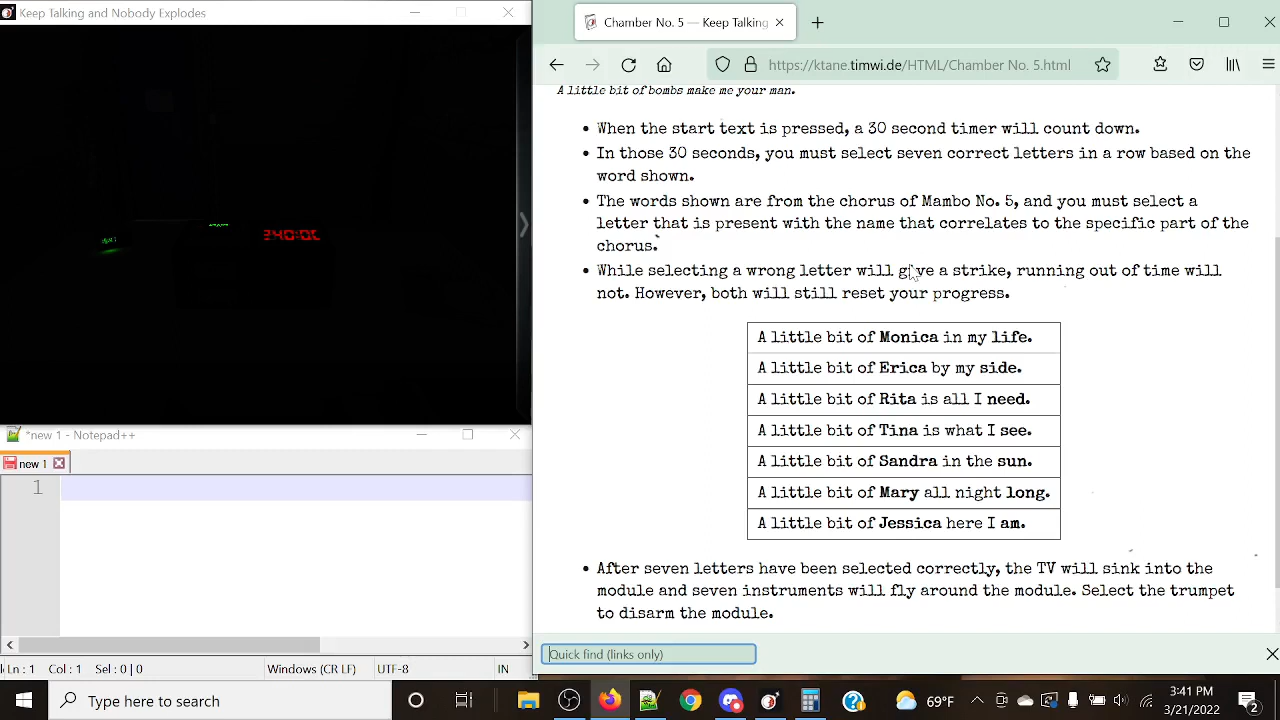 Keep Talking and Nobody Explodes
*new 1 - Notepad++
new 1
1
Ln : 1 Col : 1 Sel : 0 | 0
Windows (CR LF)
UTF-8
IN
Chamber No. 5 — Keep Talking
https://ktane.timwi.de/HTML/Chamber No. 5.html
A little bit of bombs make me your man.
When the start text is pressed, a 30 second timer will count down.
In those 30 seconds, you must select seven correct letters in a row based on the
word shown.
The words shown are from the chorus of Mambo No. 5, and you must select a
letter that is present with the name that correlates to the specific part of the
chorus.
While selecting a wrong letter will give a strike, running out of time will
not. However, both will still reset your progress.
A little bit of Monica in my life.
A little bit of Erica by my side.
A little bit of Rita is all I need.
A little bit of Tina is what I see.
A little bit of Sandra in the sun.
A little bit of Mary all night long.
A little bit of Jessica here I am.
After seven letters have been selected correctly, the TV will sink into the
module and seven instruments will fly around the module. Select the trumpet
to disarm the module.
Quick find (links only)
Type here to search
69°F
3:41 PM
3/21/2022
2